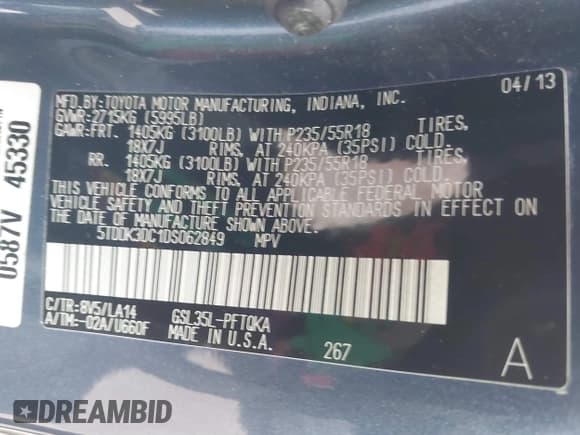 04/13
MFD.BY:TOYOTA MOTOR MANUFACTURING, INDIANA, INC.
GVWR:2715KG (5995LB)
GAWR:FRT. 1405KG (3100LB) WITH P235/55R18 TIRES,
18X7J RIMS, AT 240KPA (35PSI) COLD.
RR. 1405KG (3100LB) WITH P235/55R18 TIRES,
18X7J RIMS, AT 240KPA (35PSI) COLD.
THIS VEHICLE CONFORMS TO ALL APPLICABLE FEDERAL MOTOR
VEHICLE SAFETY AND THEFT PREVENTION STANDARDS IN EFFECT ON
THE DATE OF MANUFACTURE SHOWN ABOVE.
5TDDK3DC1DS062849 MPV
C/TR:8V5/LA14 GSL35L-PFTQKA
A/TM:-02A/U660F MADE IN U.S.A.
267 A
0587V 45330
DREAMBID